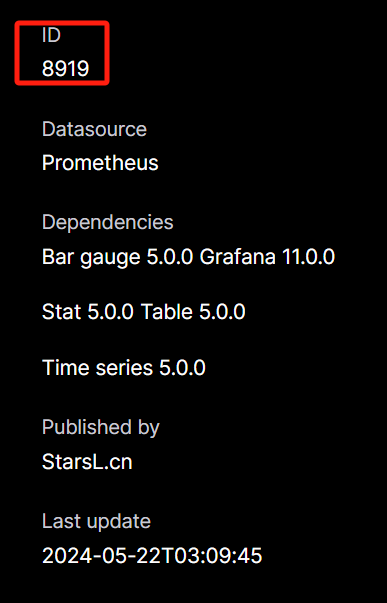 ID
8919
Datasource
Prometheus
Dependencies
Bar gauge 5.0.0 Grafana 11.0.0
Stat 5.0.0 Table 5.0.0
Time series 5.0.0
Published by
StarsL.cn
Last update
2024-05-22T03:09:45